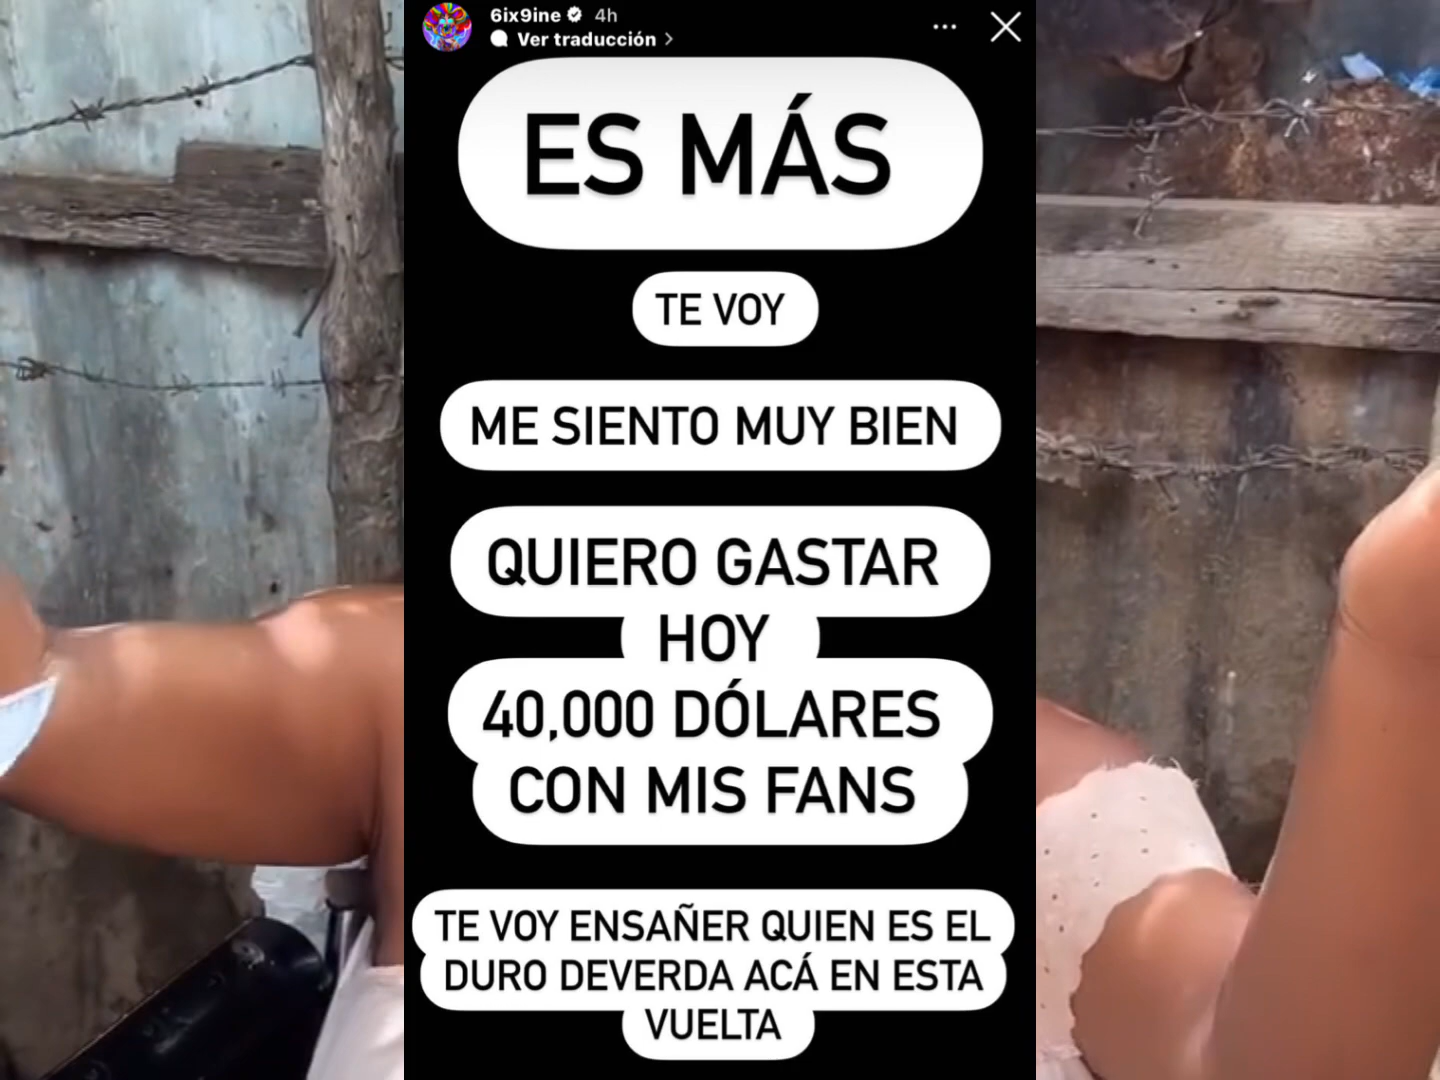 6ix9ine 4h
Ver traducción
ES MÁS
TE VOY
ME SIENTO MUY BIEN
QUIERO GASTAR
HOY
40,000 DÓLARES
CON MIS FANS
TE VOY ENSAÑER QUIEN ES EL
DURO DEVERDA ACÁ EN ESTA
VUELTA